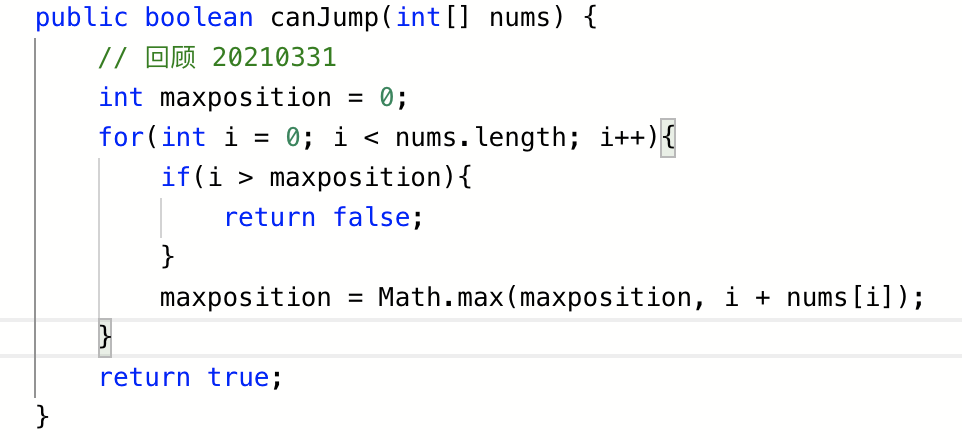 public boolean canJump(int[] nums) {
    // 回顾 20210331
    int maxposition = 0;
    for(int i = 0; i < nums.length; i++){
        if(i > maxposition){
            return false;
        }
        maxposition = Math.max(maxposition, i + nums[i]);
    }
    return true;
}